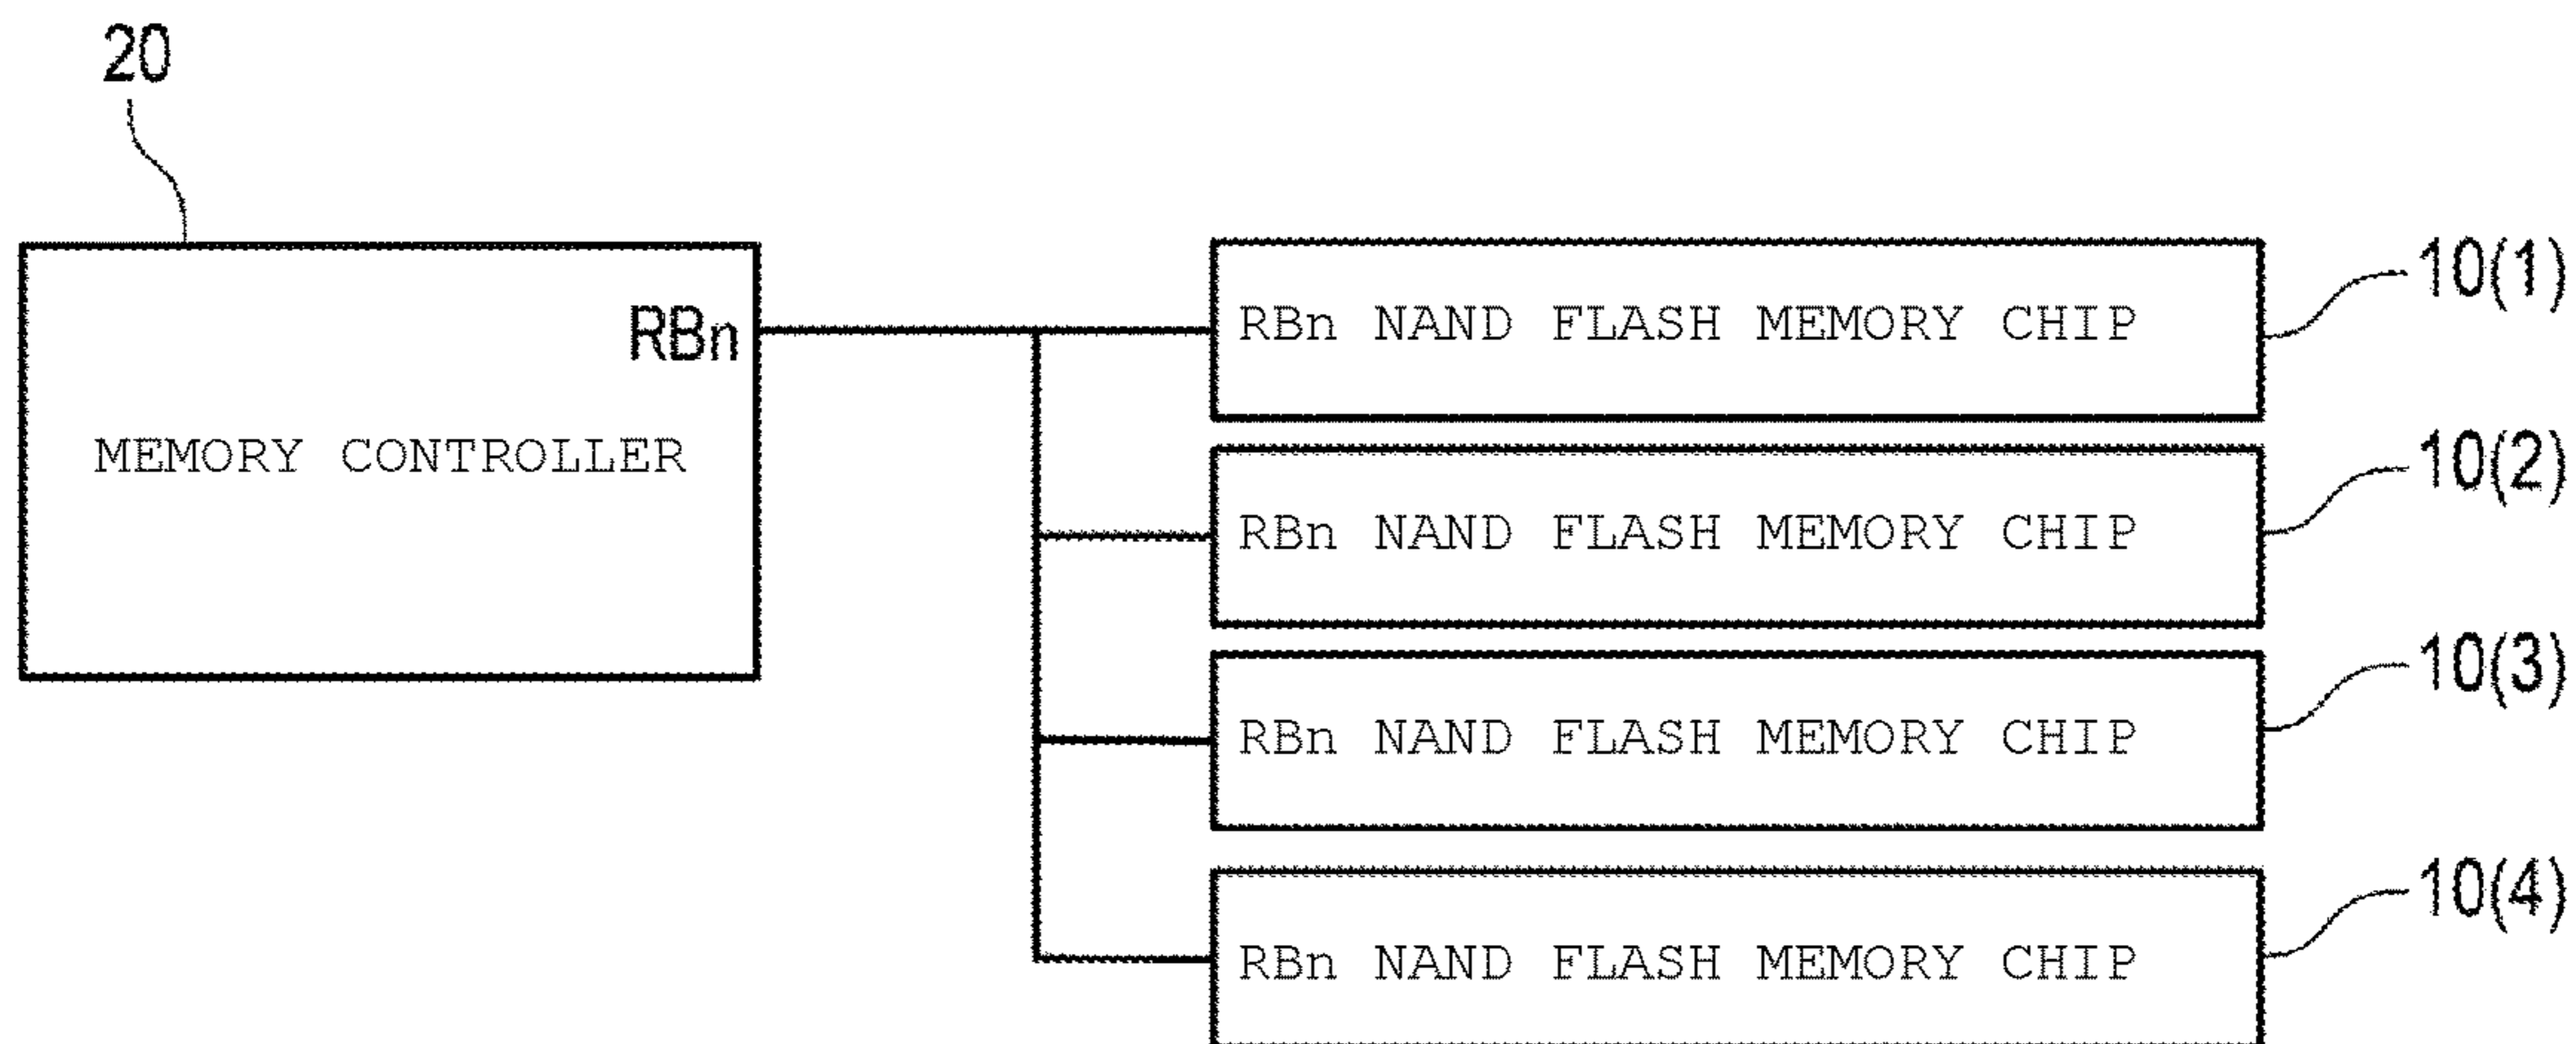 20
RBn
MEMORY CONTROLLER
RBn NAND FLASH MEMORY CHIP
10(1)
RBn NAND FLASH MEMORY CHIP
10(2)
RBn NAND FLASH MEMORY CHIP
10(3)
RBn NAND FLASH MEMORY CHIP
10(4)